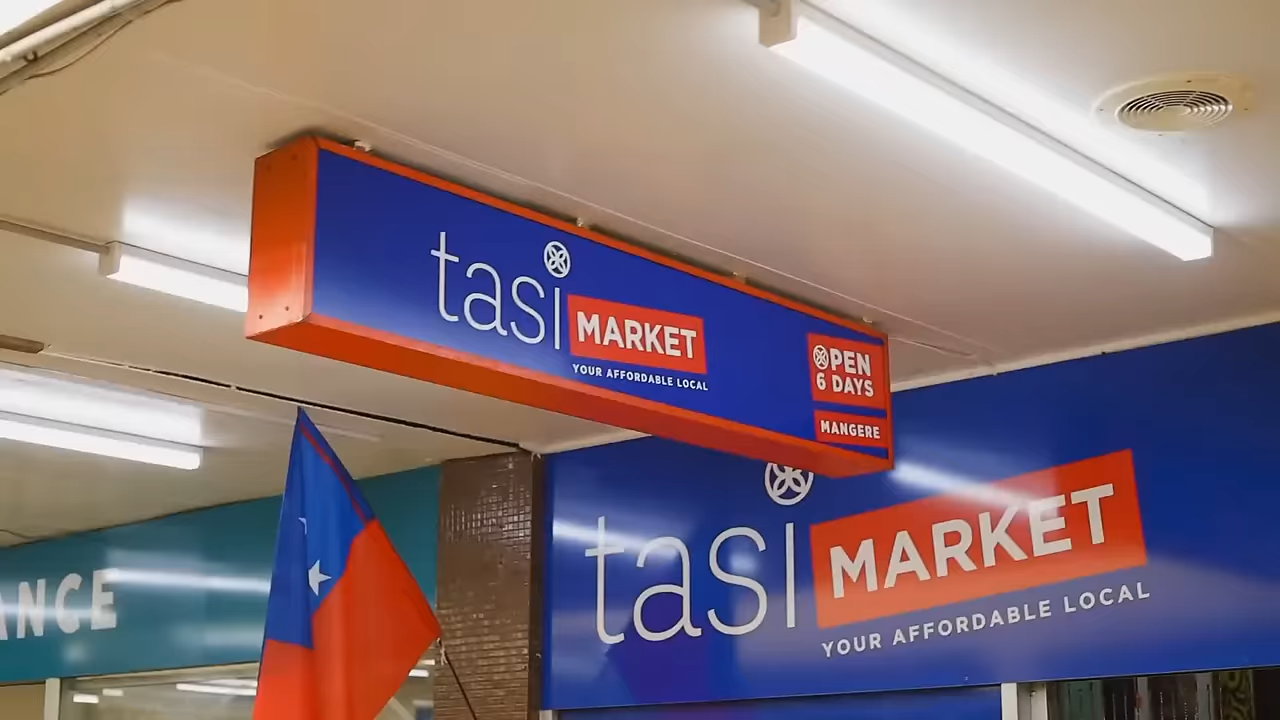 tasi MARKET
YOUR AFFORDABLE LOCAL
OPEN
6 DAYS
MANGERE
tasi MARKET
YOUR AFFORDABLE LOCAL
ANCE